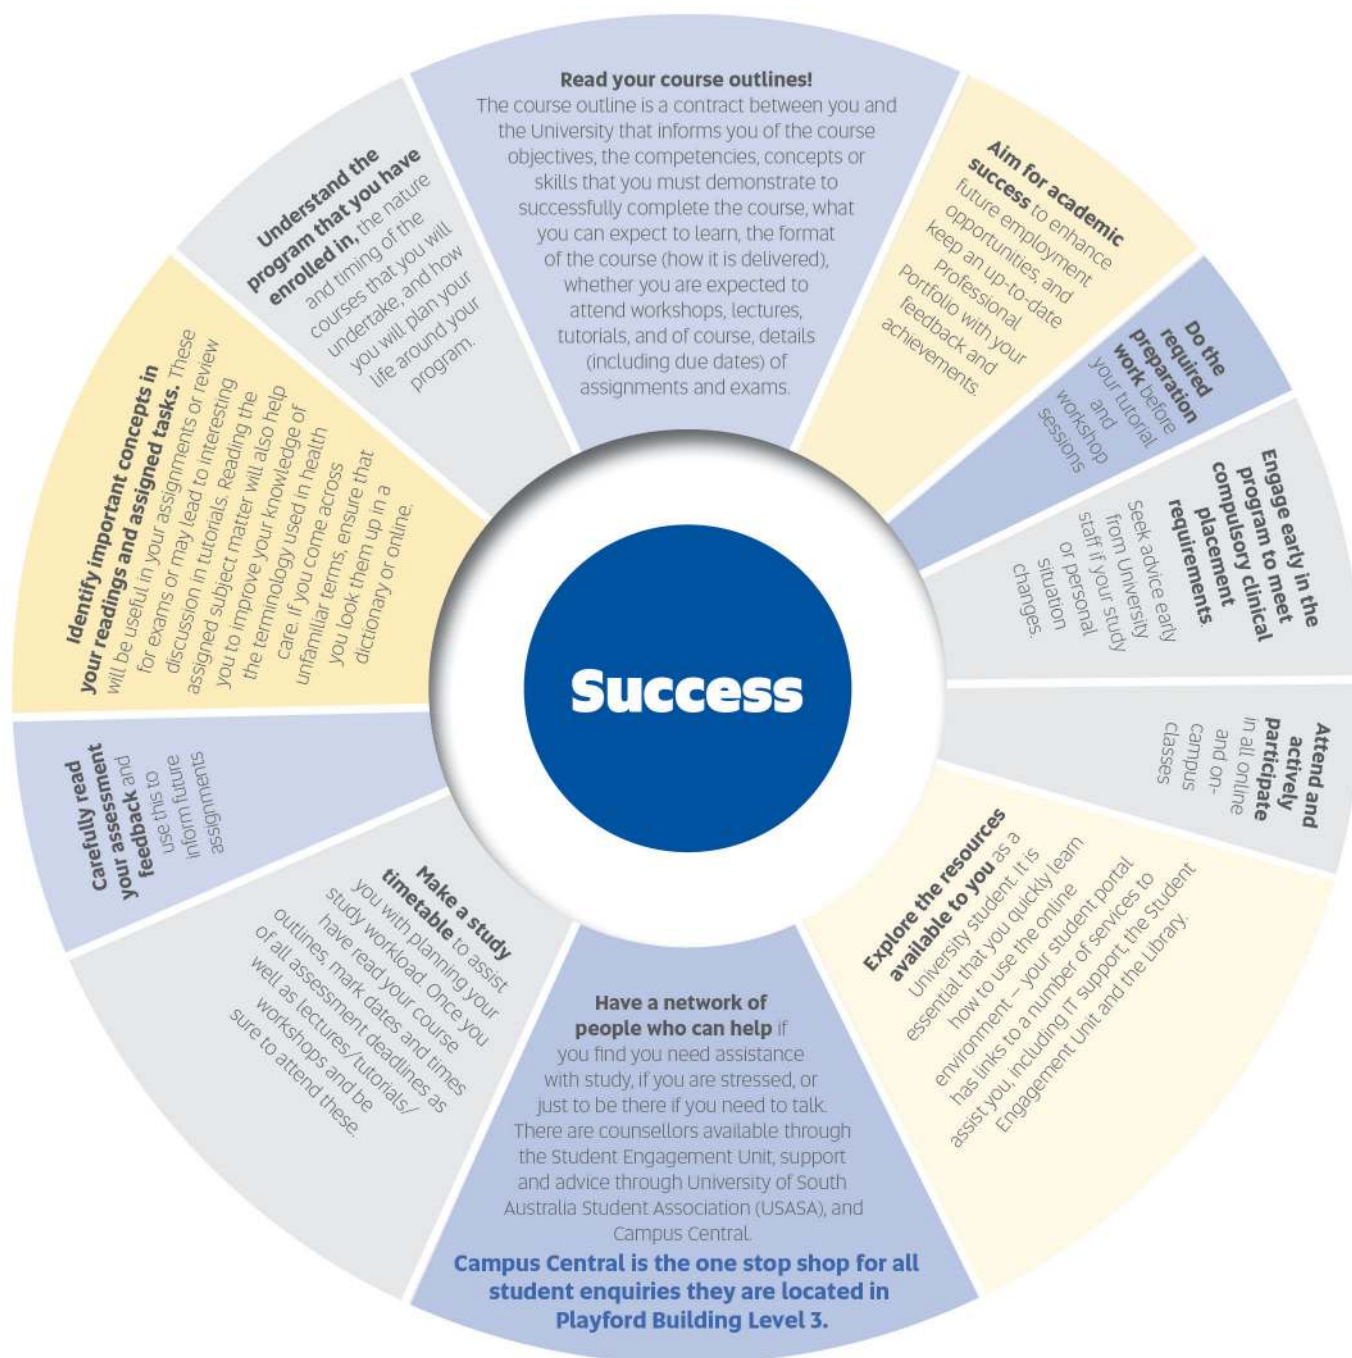 Read your course outlines!
The course outline is a contract between you and
the University that informs you of the course
objectives, the competencies, concepts or
skills that you must demonstrate to
successfully complete the course, what
you can expect to learn, the format
of the course (how it is delivered),
whether you are expected to
attend workshops, lectures,
tutorials, and of course, details
(including due dates) of
assignments and exams.
Aim for academic
success to enhance
future employment
opportunities, and
keep an up-to-date
Professional
Portfolio with your
feedback and
achievements.
Do the
required
preparation
work before
your tutorial
and
workshop
sessions
Engage early in the
program to meet
compulsory clinical
placement
requirements.
Seek advice early
from University
staff if your study
or personal
situation
changes.
Attend and
actively
participate
in all online
and on-
campus
classes
Explore the resources
available to you as a
University student. It is
essential that you quickly learn
how to use the online
environment – your student portal
has links to a number of services to
assist you, including IT support, the Student
Engagement Unit and the Library.
Have a network of
people who can help if
you find you need assistance
with study, if you are stressed, or
just to be there if you need to talk.
There are counsellors available through
the Student Engagement Unit, support
and advice through University of South
Australia Student Association (USASA), and
Campus Central.
Campus Central is the one stop shop for all
student enquiries they are located in
Playford Building Level 3.
Make a study
timetable to assist
you with planning your
study workload. Once you
have read your course
outlines, mark dates and times
of all assessment deadlines as
well as lectures/tutorials/
workshops and be
sure to attend these.
Carefully read
your assessment
feedback and
use this to
inform future
assignments
Identify important concepts in
your readings and assigned tasks. These
will be useful in your assignments or review
for exams or may lead to interesting
discussion in tutorials. Reading the
assigned subject matter will also help
you to improve your knowledge of
the terminology used in health
care. If you come across
unfamiliar terms, ensure that
you look them up in a
dictionary or online.
Understand the
program that you have
enrolled in, the nature
and timing of the
courses that you will
undertake, and how
you will plan your
life around your
program.
Success